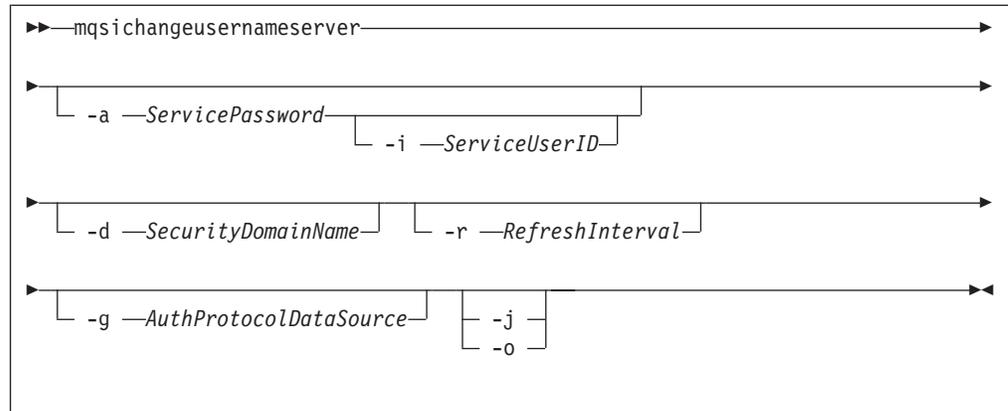 mqsichangeusernameserver
-a ServicePassword
-i ServiceUserID
-d SecurityDomainName -r RefreshInterval
-g AuthProtocolDataSource -j
-o